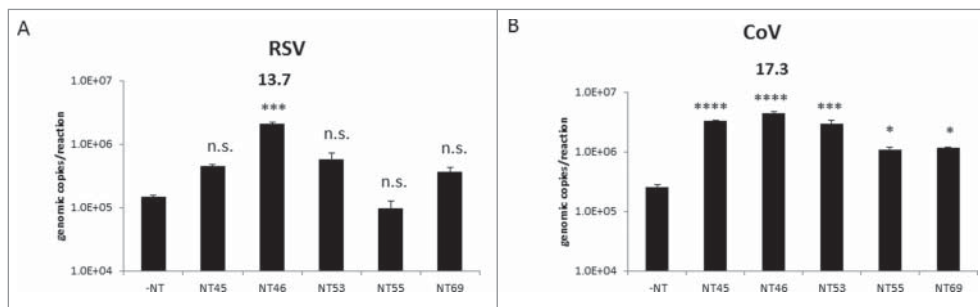 A
RSV
13.7
***
n.s.
n.s.
n.s.
n.s.
genomic copies/reaction
1.0E+07
1.0E+06
1.0E+05
1.0E+04
-NT NT45 NT46 NT53 NT55 NT69
B
CoV
17.3
****
****
***
*
*
genomic copies/reaction
1.0E+07
1.0E+06
1.0E+05
1.0E+04
-NT NT45 NT46 NT53 NT55 NT69